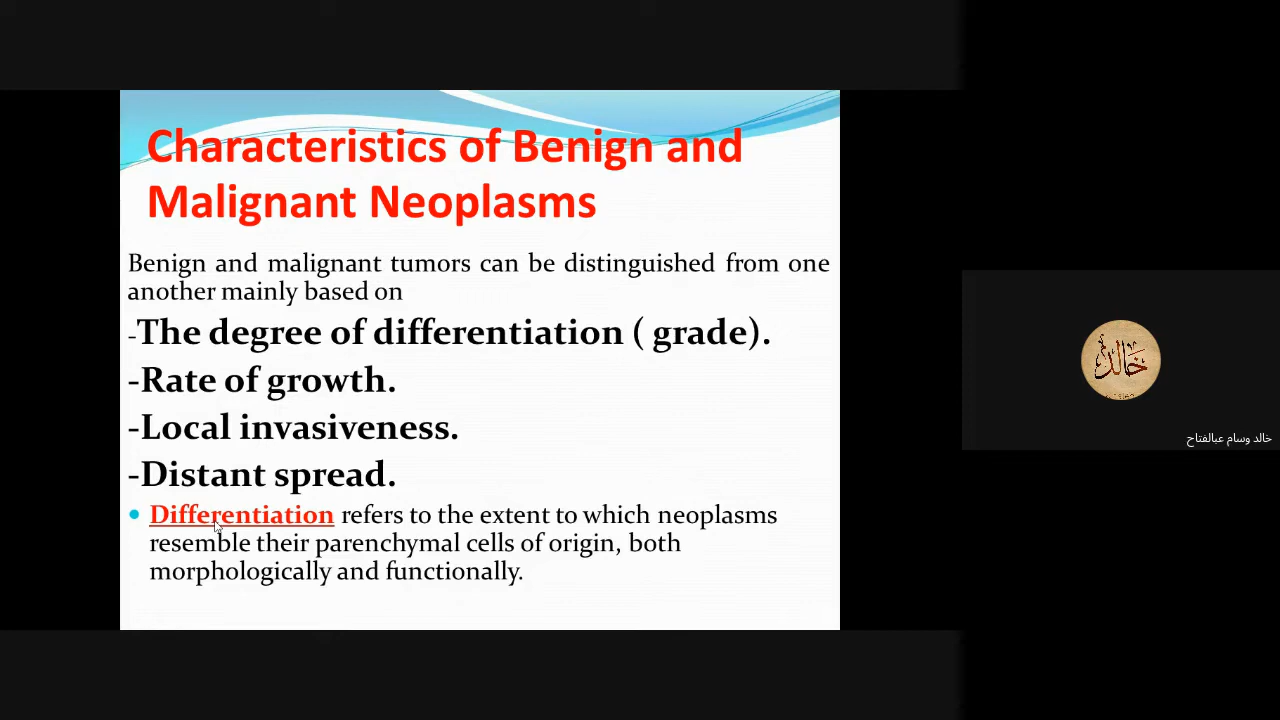 Characteristics of Benign and
Malignant Neoplasms
Benign and malignant tumors can be distinguished from one
another mainly based on
-The degree of differentiation ( grade).
-Rate of growth.
-Local invasiveness.
-Distant spread.
• Differentiation refers to the extent to which neoplasms
resemble their parenchymal cells of origin, both
morphologically and functionally.
خالد
خالد وسام عبالفتاح